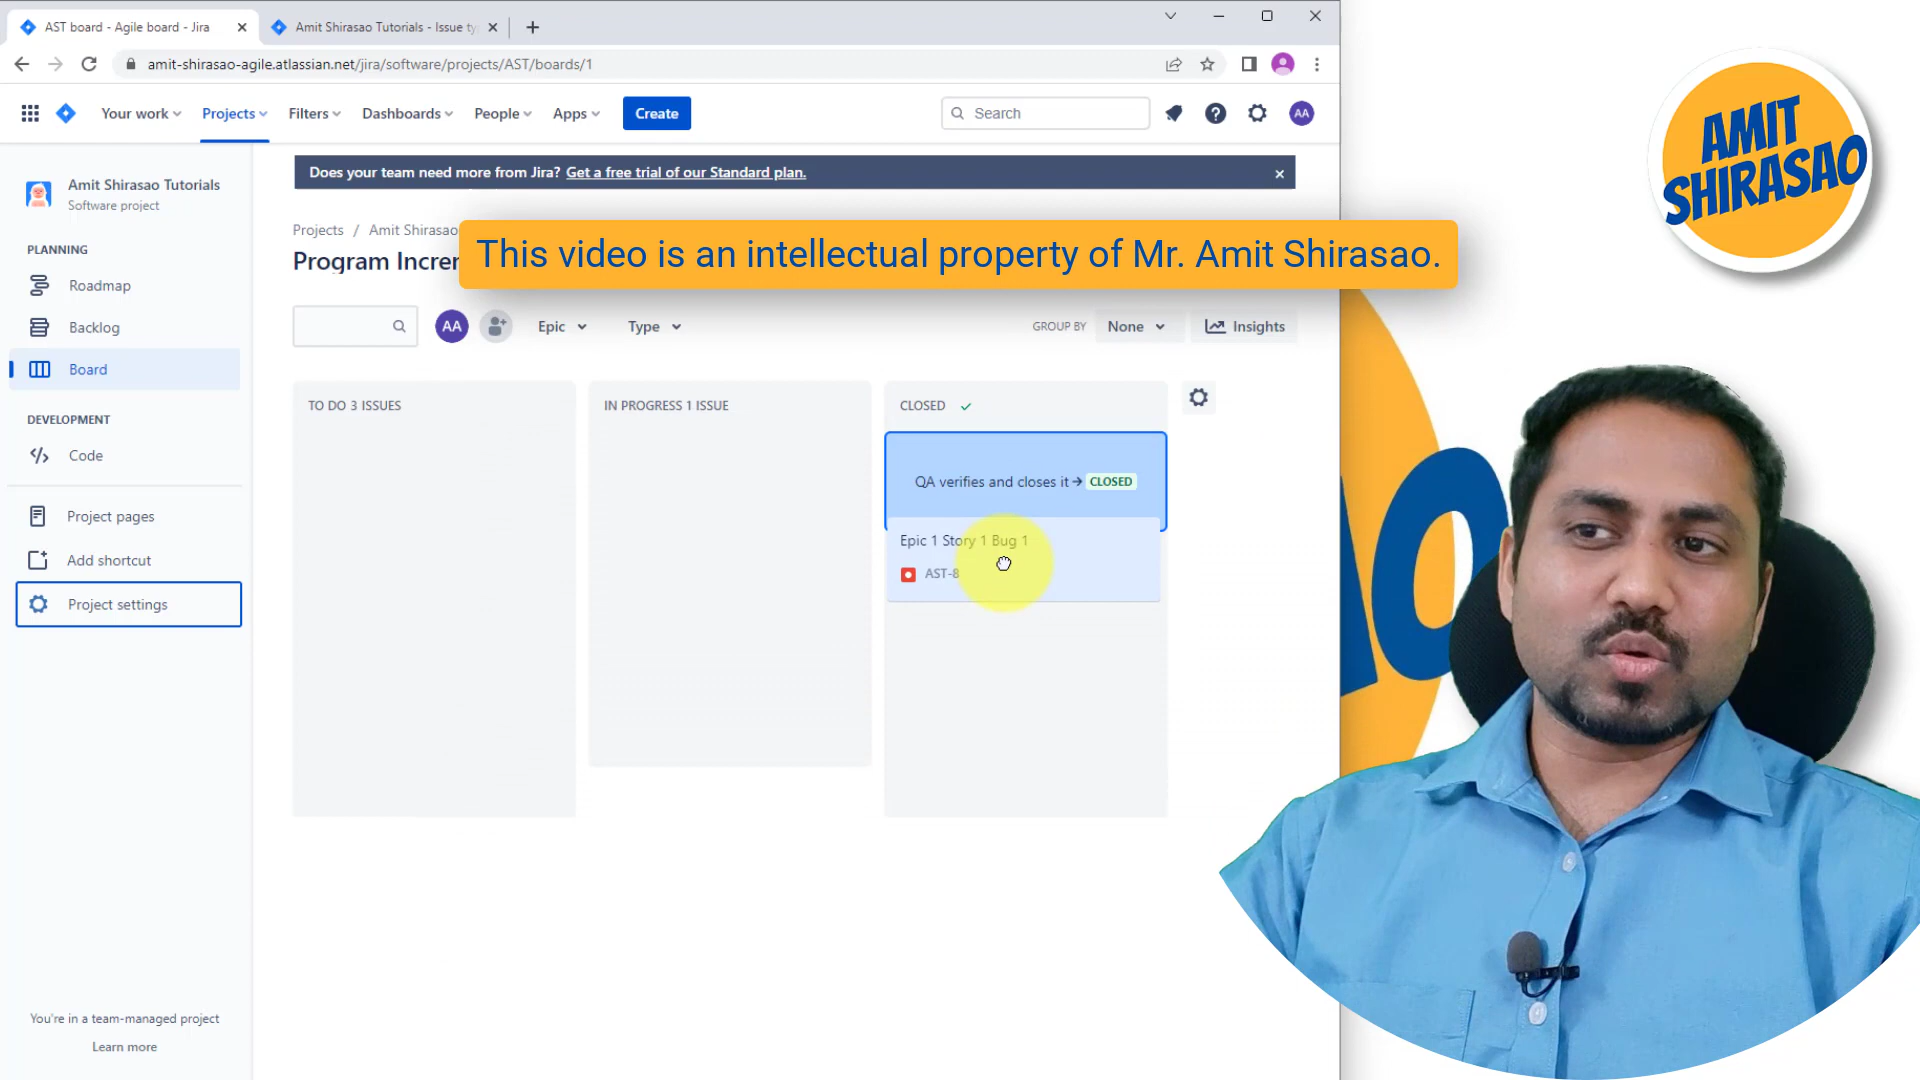 AST board - Agile board - Jira
Amit Shirasao Tutorials - Issue ty
amit-shirasao-agile.atlassian.net/jira/software/projects/AST/boards/1
Your work
Projects
Filters
Dashboards
People
Apps
Create
Search
AA
Amit Shirasao Tutorials
Software project
Does your team need more from Jira? Get a free trial of our Standard plan.
AMIT
SHIRASAO
PLANNING
Roadmap
Backlog
Board
DEVELOPMENT
Code
Project pages
Add shortcut
Project settings
You're in a team-managed project
Learn more
Projects / Amit Shirasao
Program Incre
This video is an intellectual property of Mr. Amit Shirasao.
AA
Epic
Type
GROUP BY
None
Insights
TO DO 3 ISSUES
IN PROGRESS 1 ISSUE
CLOSED
QA verifies and closes it → CLOSED
Epic 1 Story 1 Bug 1
AST-8
AO